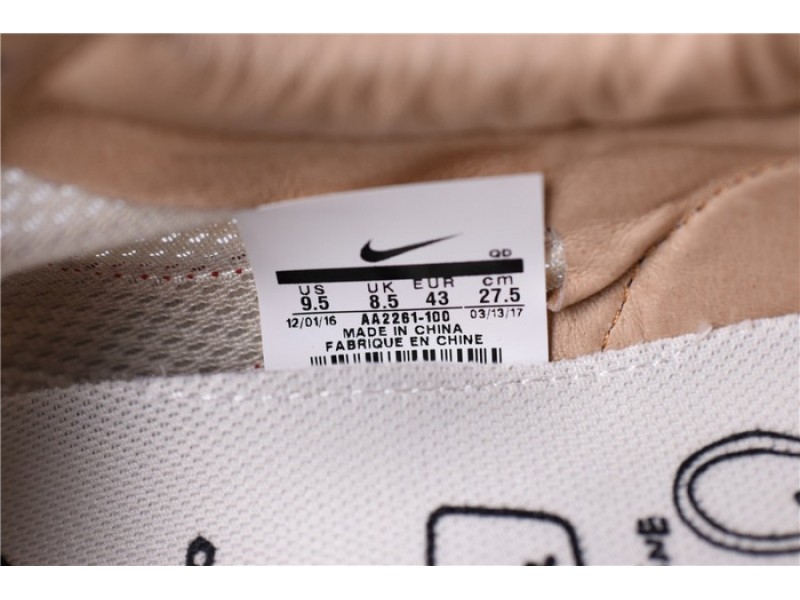 QD
US UK EUR cm
9.5 8.5 43 27.5
12/01/16 AA2261-100 03/13/17
MADE IN CHINA
FABRIQUE EN CHINE
NE